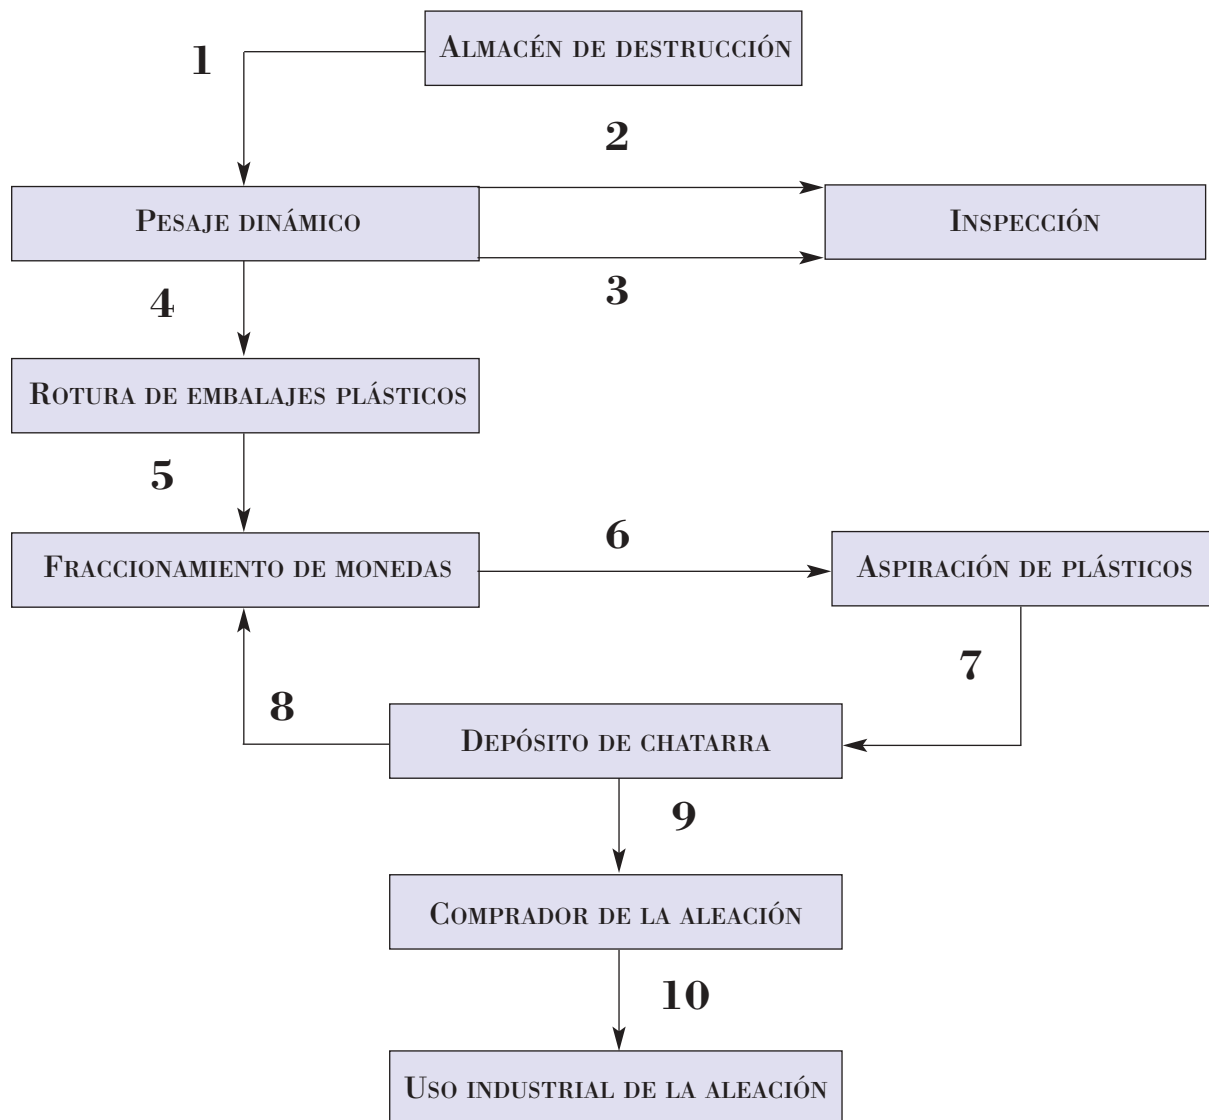 Almacén de destrucción
1
2
Pesaje dinámico
Inspección
3
4
Rotura de embalajes plásticos
5
6
Fraccionamiento de monedas
Aspiración de plásticos
7
8
Depósito de chatarra
9
Comprador de la aleación
10
Uso industrial de la aleación